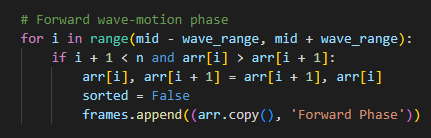 # Forward wave-motion phase
for i in range(mid - wave_range, mid + wave_range):
    if i + 1 < n and arr[i] > arr[i + 1]:
        arr[i], arr[i + 1] = arr[i + 1], arr[i]
        sorted = False
        frames.append((arr.copy(), 'Forward Phase'))